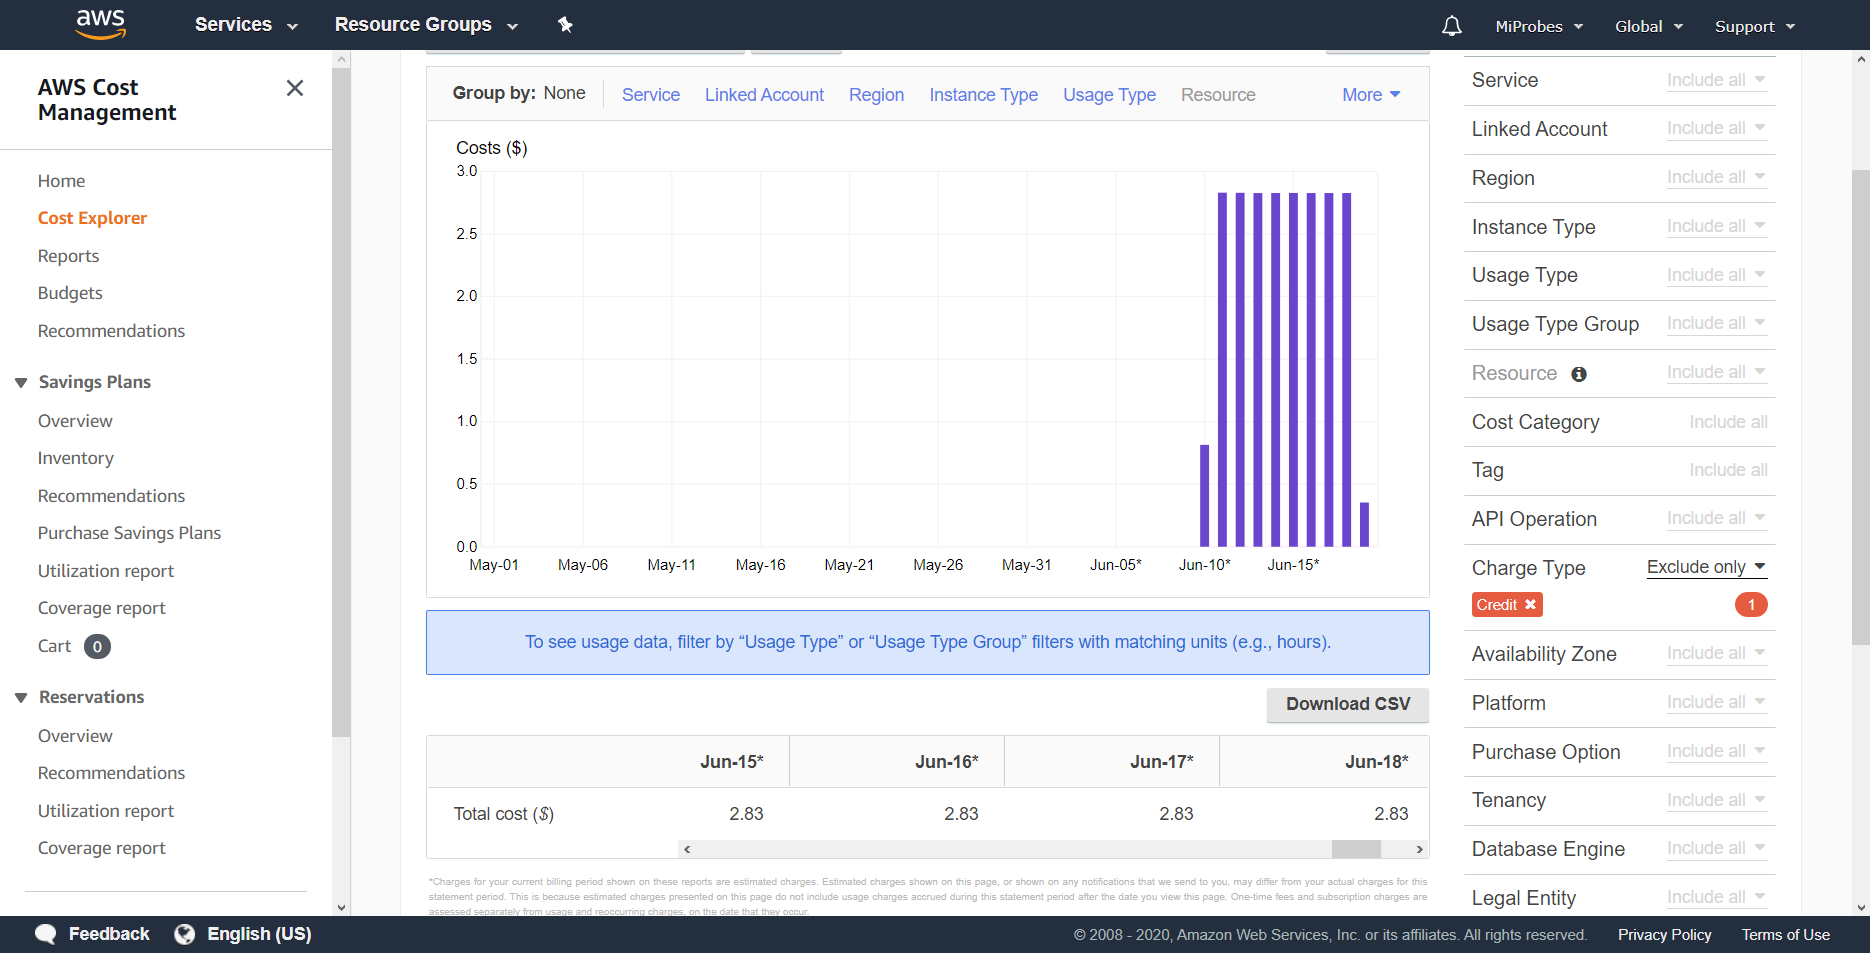 aws
Services
Resource Groups
MiProbes
Global
Support
AWS Cost
Management
Home
Cost Explorer
Reports
Budgets
Recommendations
Savings Plans
Overview
Inventory
Recommendations
Purchase Savings Plans
Utilization report
Coverage report
Cart 0
Reservations
Overview
Recommendations
Utilization report
Coverage report
Group by: None Service Linked Account Region Instance Type Usage Type Resource More
Costs ($)
3.0
2.5
2.0
1.5
1.0
0.5
0.0
May-01 May-06 May-11 May-16 May-21 May-26 May-31 Jun-05* Jun-10* Jun-15*
To see usage data, filter by “Usage Type” or “Usage Type Group” filters with matching units (e.g., hours).
Download CSV
Jun-15* Jun-16* Jun-17* Jun-18*
Total cost ($) 2.83 2.83 2.83 2.83
*Charges for your current billing period shown on these reports are estimated charges. Estimated charges shown on this page, or shown on any notifications that we send to you, may differ from your actual charges for this
statement period. This is because estimated charges presented on this page do not include usage charges accrued during this statement period after the date you view this page. One-time fees and subscription charges are
assessed separately from usage and reoccurring charges, on the date that they occur.
Service Include all
Linked Account Include all
Region Include all
Instance Type Include all
Usage Type Include all
Usage Type Group Include all
Resource Include all
Cost Category Include all
Tag Include all
API Operation Include all
Charge Type Exclude only
Credit 1
Availability Zone Include all
Platform Include all
Purchase Option Include all
Tenancy Include all
Database Engine Include all
Legal Entity Include all
Feedback
English (US)
© 2008 - 2020, Amazon Web Services, Inc. or its affiliates. All rights reserved.
Privacy Policy
Terms of Use